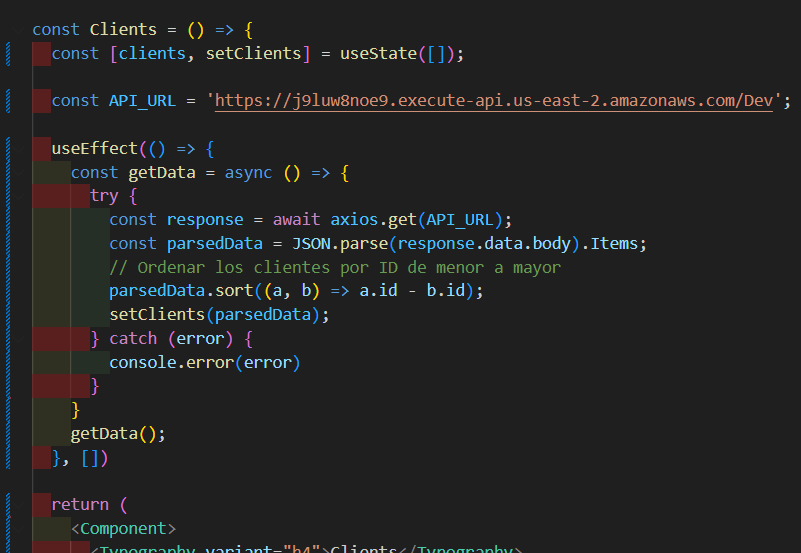 const Clients = () => {
const [clients, setClients] = useState([]);
const API_URL = 'https://j9luw8noe9.execute-api.us-east-2.amazonaws.com/Dev';
useEffect(() => {
const getData = async () => {
try {
const response = await axios.get(API_URL);
const parsedData = JSON.parse(response.data.body).Items;
// Ordenar los clientes por ID de menor a mayor
parsedData.sort((a, b) => a.id - b.id);
setClients(parsedData);
} catch (error) {
console.error(error)
}
}
getData();
}, [])
return (
<Component>
<Typography variant="h4">Clients</Typography>